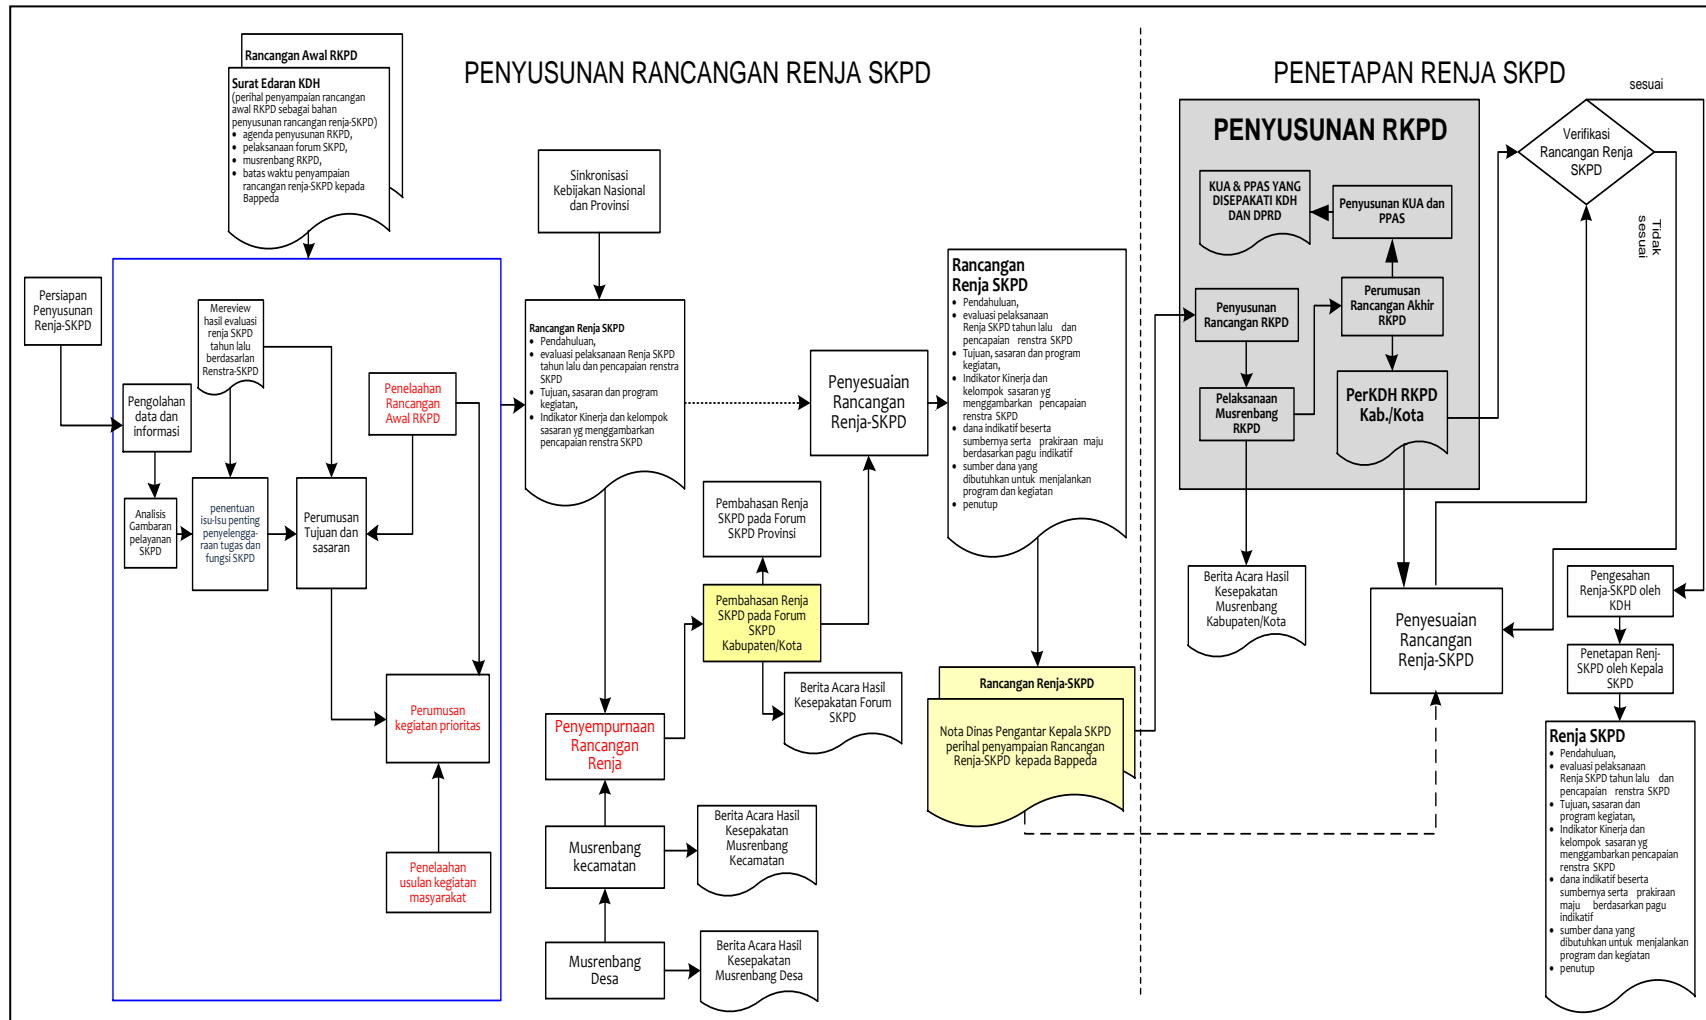 PENYUSUNAN RANCANGAN RENJA SKPD
PENETAPAN RENJA SKPD
Rancangan Awal RKPD
Surat Edaran KDH
(perihal penyampaian rancangan
awal RKPD sebagai bahan
penyusunan rancangan renja-SKPD)
• agenda penyusunan RKPD,
• pelaksanaan forum SKPD,
• musrenbang RKPD,
• batas waktu penyampaian
rancangan renja-SKPD kepada
Bappeda
Persiapan
Penyusunan
Renja-SKPD
Mereview
hasil evaluasi
renja SKPD
tahun lalu
berdasarlan
Renstra-SKPD
Pengolahan
data dan
informasi
Penelaahan
Rancangan
Awal RKPD
Analisis
Gambaran
pelayanan
SKPD
penentuan
isu-Isu penting
penyelengga-
raan tugas dan
fungsi SKPD
Perumusan
Tujuan dan
sasaran
Perumusan
kegiatan prioritas
Penelaahan
usulan kegiatan
masyarakat
Sinkronisasi
Kebijakan Nasional
dan Provinsi
Rancangan Renja SKPD
• Pendahuluan,
• evaluasi pelaksanaan Renja SKPD
tahun lalu dan pencapaian renstra
SKPD
• Tujuan, sasaran dan program
kegiatan,
• Indikator Kinerja dan kelompok
sasaran yg menggambarkan
pencapaian renstra SKPD
Penyesuaian
Rancangan
Renja-SKPD
Pembahasan Renja
SKPD pada Forum
SKPD Provinsi
Pembahasan Renja
SKPD pada Forum
SKPD
Kabupaten/Kota
Berita Acara Hasil
Kesepakatan Forum
SKPD
Penyempurnaan
Rancangan
Renja
Musrenbang
kecamatan
Berita Acara Hasil
Kesepakatan
Musrenbang
Kecamatan
Musrenbang
Desa
Berita Acara Hasil
Kesepakatan
Musrenbang Desa
Rancangan
Renja SKPD
• Pendahuluan,
• evaluasi pelaksanaan
Renja SKPD tahun lalu dan
pencapaian renstra SKPD
• Tujuan, sasaran dan program
kegiatan,
• Indikator Kinerja dan
kelompok sasaran yg
menggambarkan pencapaian
renstra SKPD
• dana indikatif beserta
sumbernya serta prakiraan maju
berdasarkan pagu indikatif
• sumber dana yang
dibutuhkan untuk menjalankan
program dan kegiatan
• penutup
Rancangan Renja-SKPD
Nota Dinas Pengantar Kepala SKPD
perihal penyampaian Rancangan
Renja-SKPD kepada Bappeda
PENYUSUNAN RKPD
KUA & PPAS YANG
DISEPAKATI KDH
DAN DPRD
Penyusunan KUA dan
PPAS
Penyusunan
Rancangan RKPD
Perumusan
Rancangan Akhir
RKPD
Pelaksanaan
Musrenbang
RKPD
PerKDH RKPD
Kab./Kota
Berita Acara Hasil
Kesepakatan
Musrenbang
Kabupaten/Kota
Penyesuaian
Rancangan
Renja-SKPD
sesuai
Verifikasi
Rancangan Renja
SKPD
Tidak
sesuai
Pengesahan
Renja-SKPD oleh
KDH
Penetapan Renj-
SKPD oleh Kepala
SKPD
Renja SKPD
• Pendahuluan,
• evaluasi pelaksanaan
Renja SKPD tahun lalu dan
pencapaian renstra SKPD
• Tujuan, sasaran dan
program kegiatan,
• Indikator Kinerja dan
kelompok sasaran yg
menggambarkan pencapaian
renstra SKPD
• dana indikatif beserta
sumbernya serta prakiraan
maju berdasarkan pagu
indikatif
• sumber dana yang
dibutuhkan untuk menjalankan
program dan kegiatan
• penutup